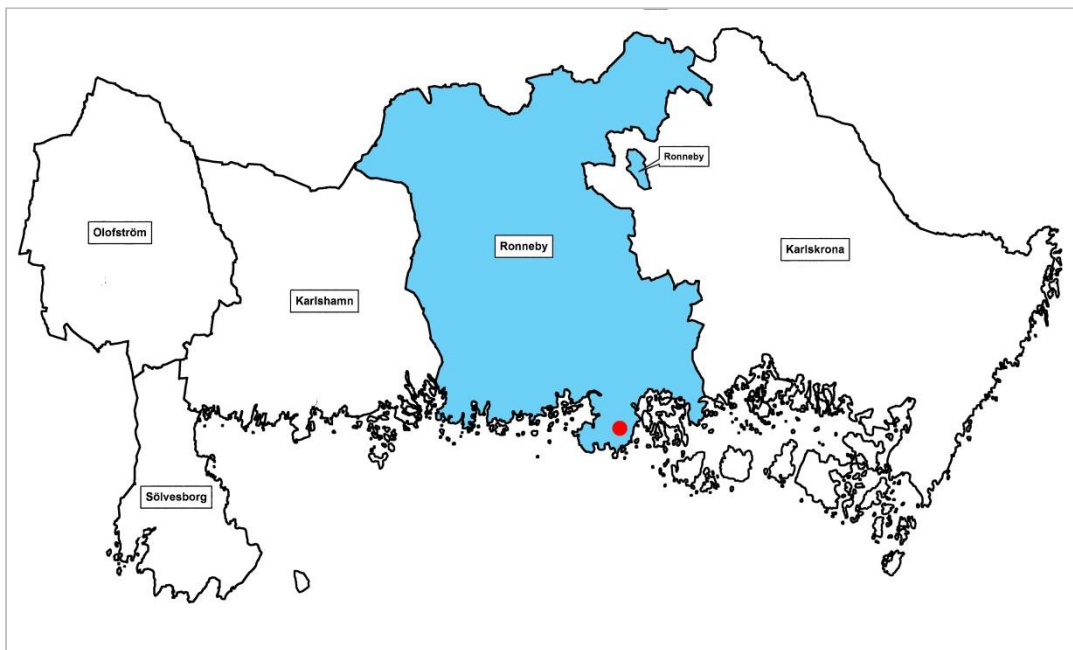 Ronneby
Olofström
Ronneby
Karlskrona
Karlshamn
Sölvesborg